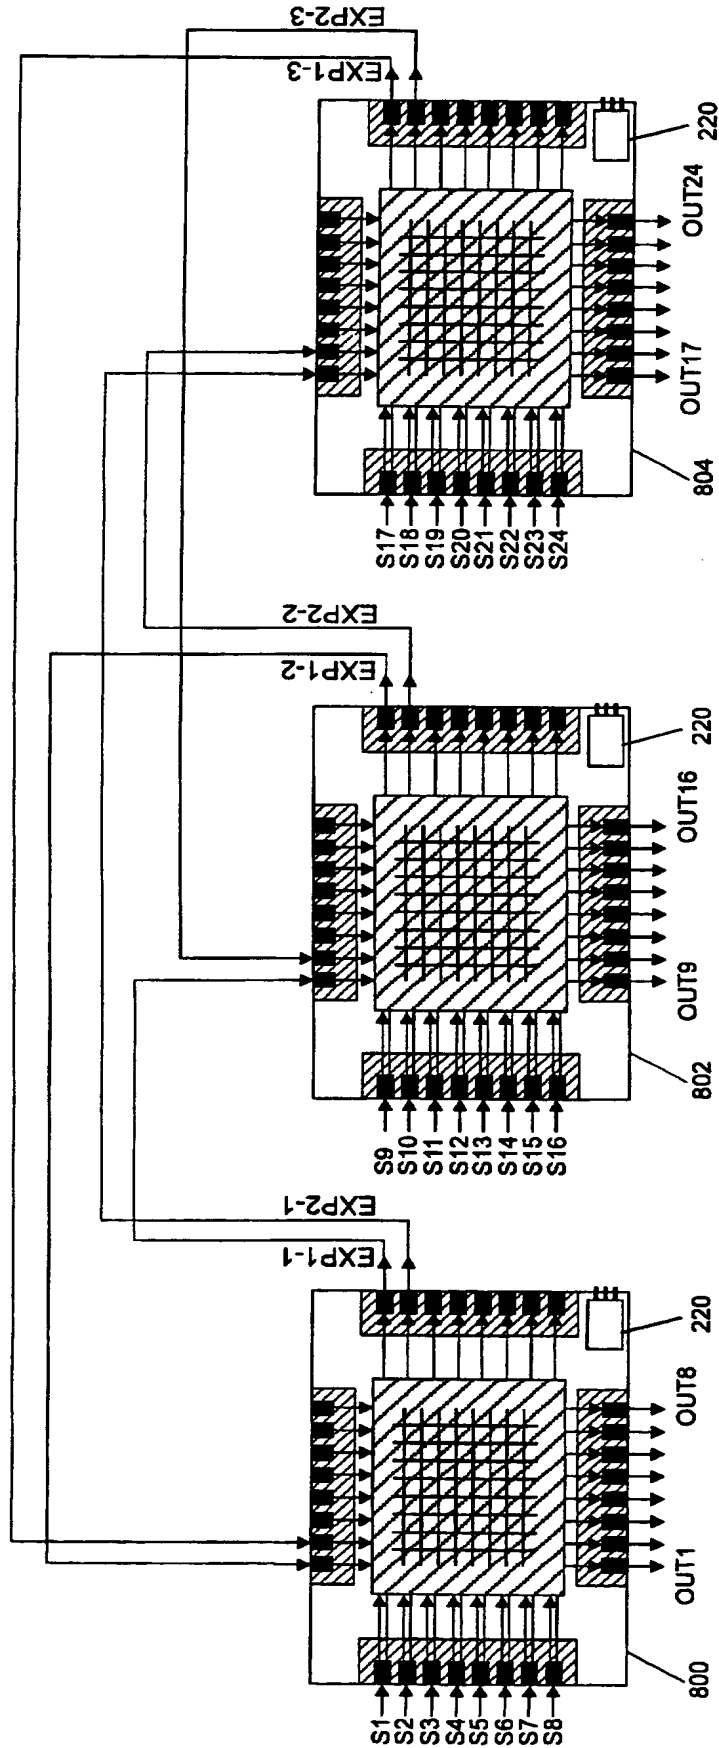 EXP2-3
EXP1-3
220
OUT24
OUT17
804
S17
S18
S19
S20
S21
S22
S23
S24
EXP2-2
EXP1-2
220
OUT16
OUT9
802
S9
S10
S11
S12
S13
S14
S15
S16
EXP2-1
EXP1-1
220
OUT8
OUT1
800
S1
S2
S3
S4
S5
S6
S7
S8